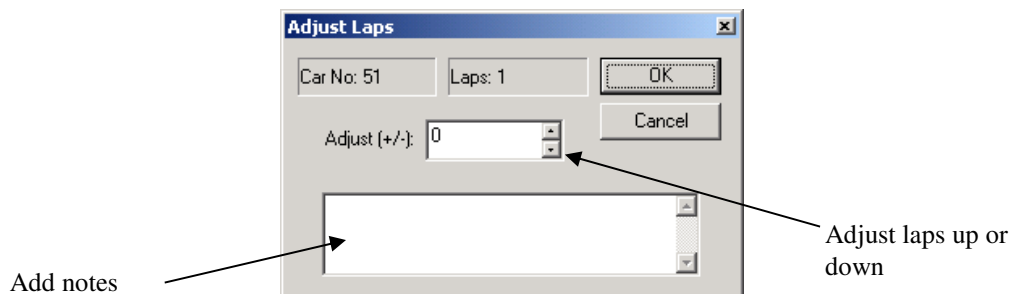 Adjust Laps
Car No: 51
Laps: 1
OK
Cancel
Adjust (+/-):
0
Adjust laps up or
down
Add notes